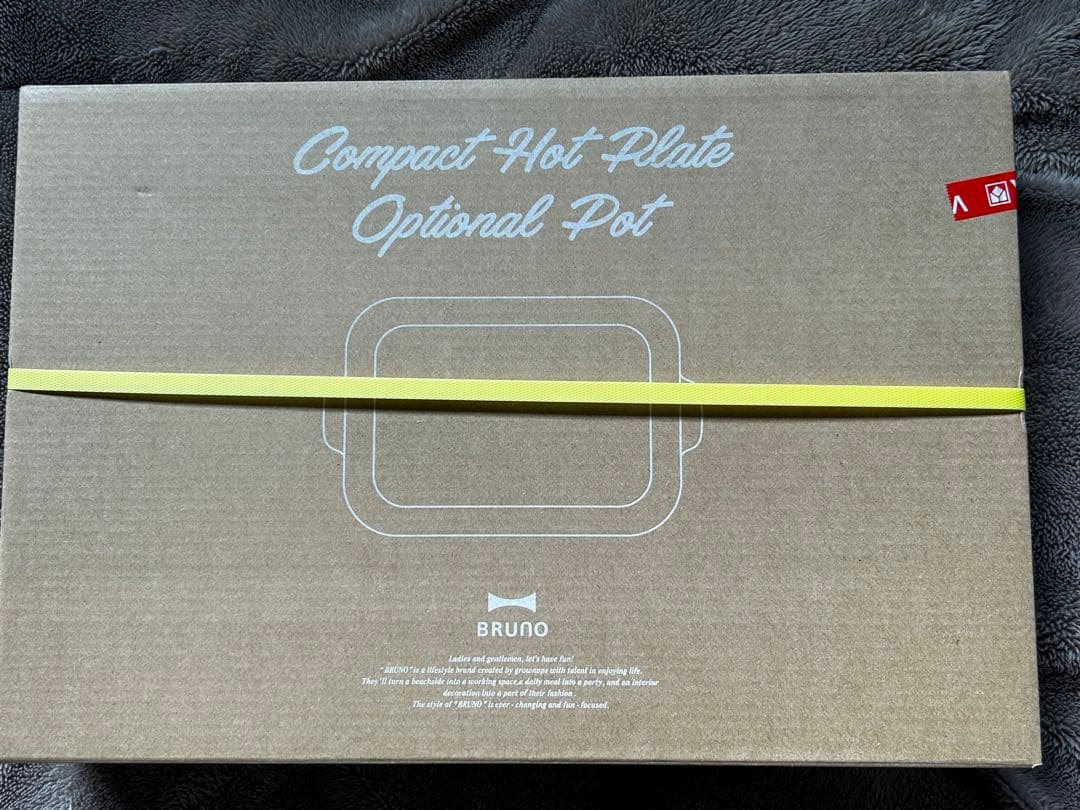 Compact Hot Plate
Optional Pot
V
BRUNO
Ladies and gentlemen, let's have fun!
"BRUNO" is a lifestyle brand created by grownups with talent in enjoying life.
They'll turn a beachside into a working space,a daily meal into a party, and an interior
decoration into a part of their fashion.
The style of "BRUNO" is ever - changing and fun - focused.